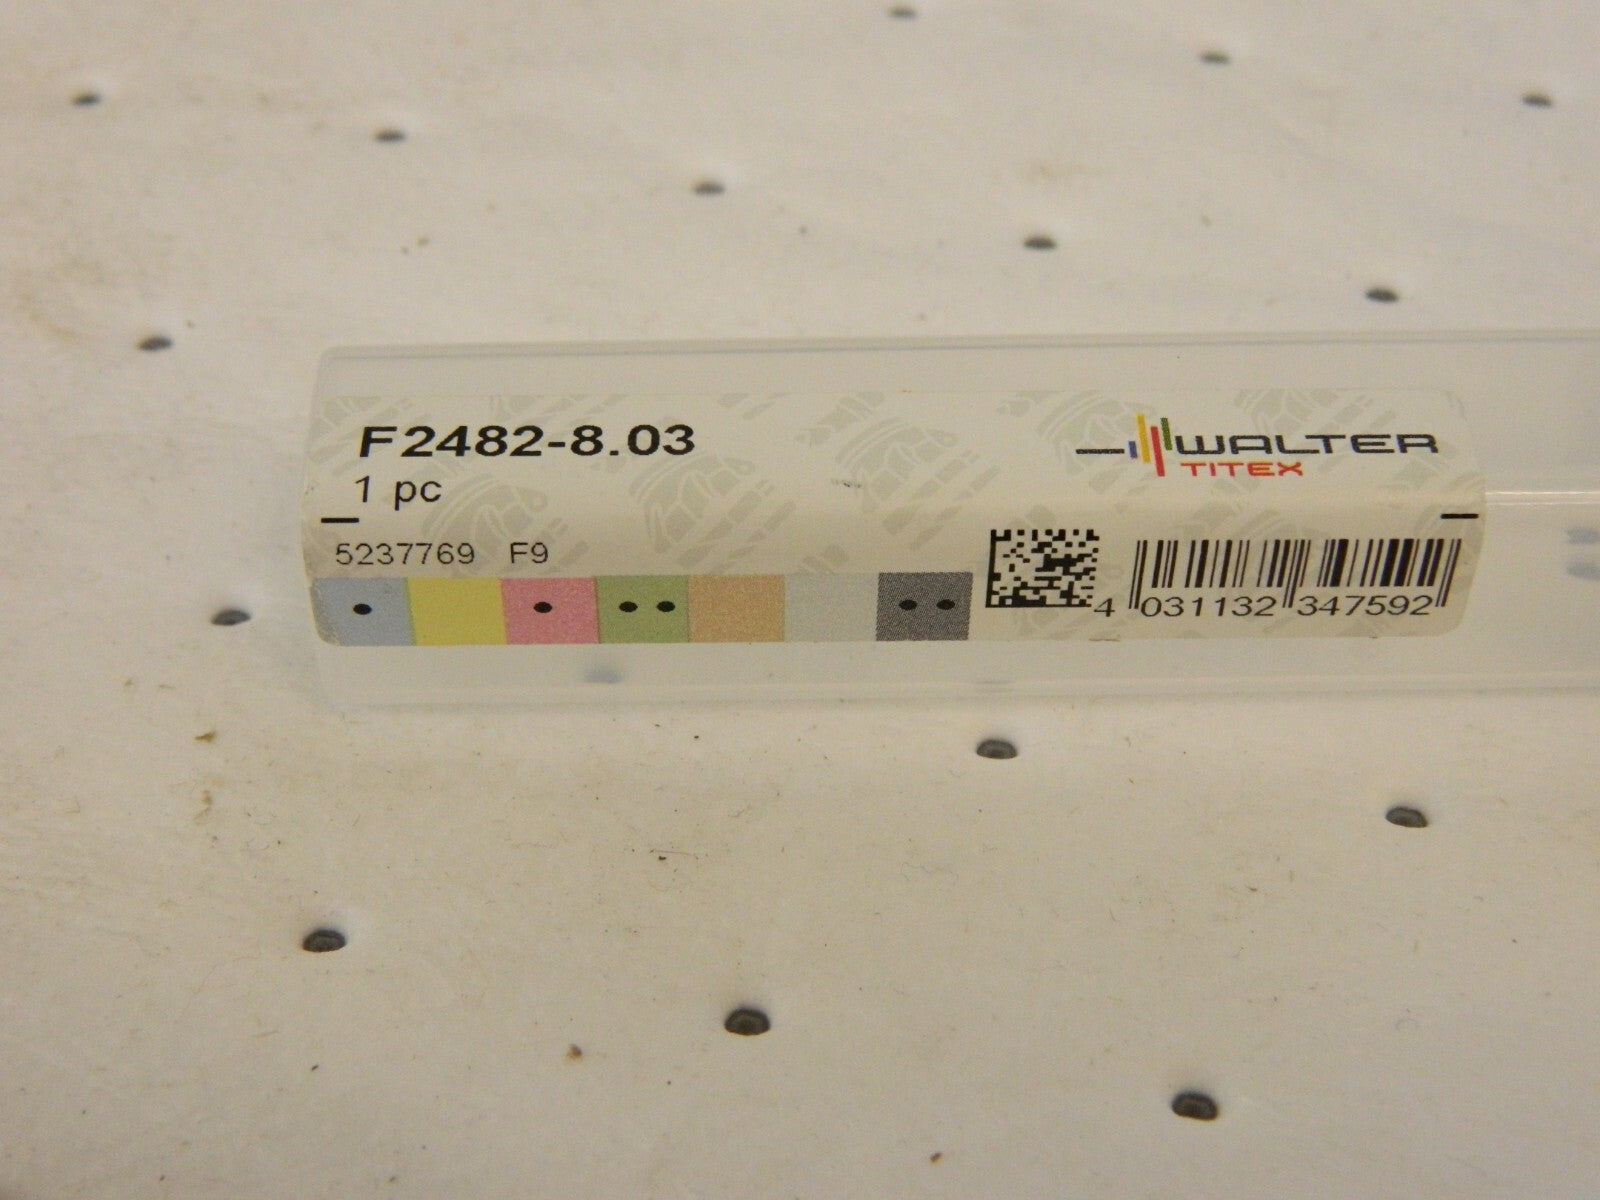 F2482-8.03
1 pc
WALTER
TITEX
5237769 F9
4 031132 347592